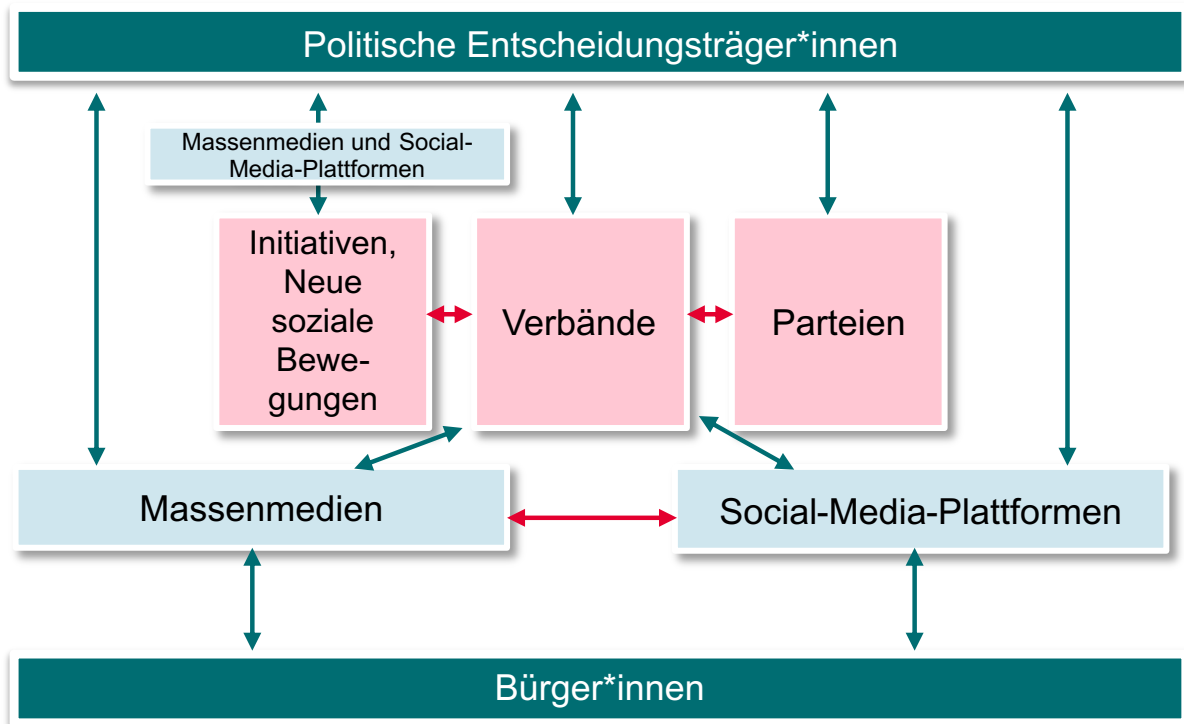 Politische Entscheidungsträger*innen
Massenmedien und Social-
Media-Plattformen
Initiativen,
Neue
soziale
Bewe-
gungen
Verbände
Parteien
Massenmedien
Social-Media-Plattformen
Bürger*innen